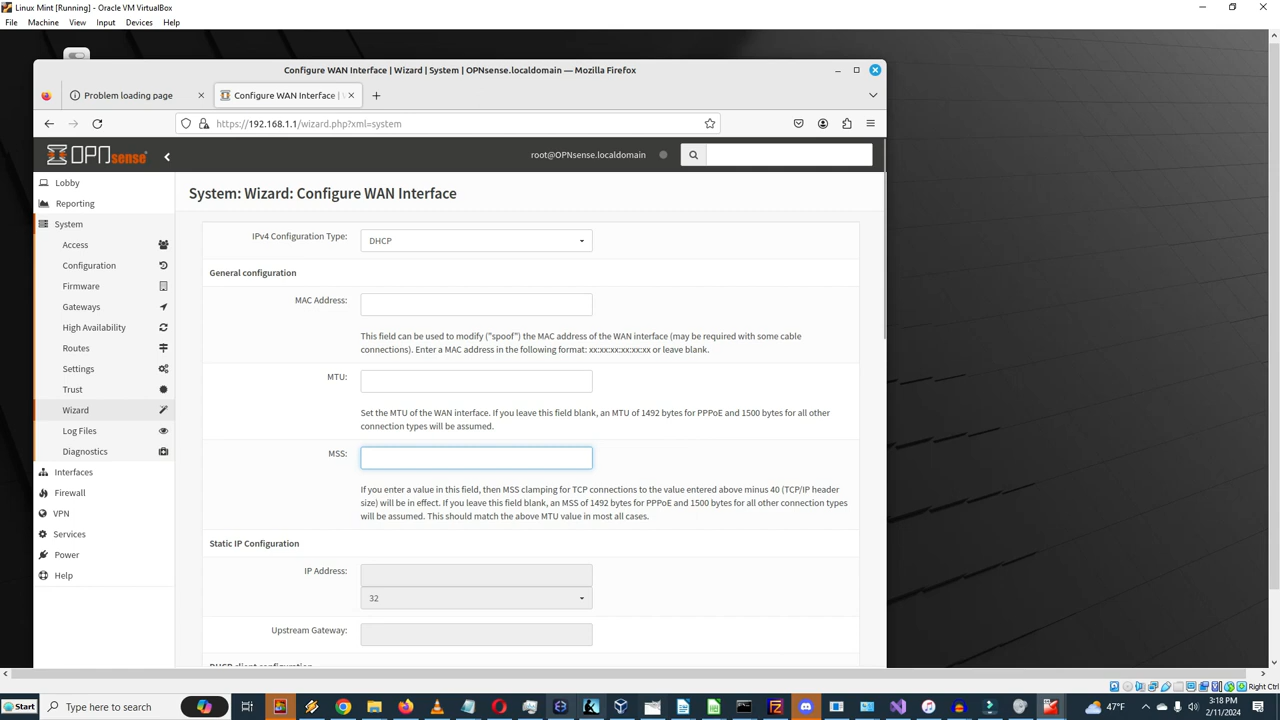 Linux Mint [Running] - Oracle VM VirtualBox
File Machine View Input Devices Help
Configure WAN Interface | Wizard | System | OPNsense.localdomain — Mozilla Firefox
Problem loading page
Configure WAN Interface |
https://192.168.1.1/wizard.php?xml=system
OPNsense
root@OPNsense.localdomain
Lobby
Reporting
System
Access
Configuration
Firmware
Gateways
High Availability
Routes
Settings
Trust
Wizard
Log Files
Diagnostics
Interfaces
Firewall
VPN
Services
Power
Help
System: Wizard: Configure WAN Interface
IPv4 Configuration Type:
DHCP
General configuration
MAC Address:
This field can be used to modify ("spoof") the MAC address of the WAN interface (may be required with some cable
connections). Enter a MAC address in the following format: xx:xx:xx:xx:xx:xx or leave blank.
MTU:
Set the MTU of the WAN interface. If you leave this field blank, an MTU of 1492 bytes for PPPoE and 1500 bytes for all other
connection types will be assumed.
MSS:
If you enter a value in this field, then MSS clamping for TCP connections to the value entered above minus 40 (TCP/IP header
size) will be in effect. If you leave this field blank, an MSS of 1492 bytes for PPPoE and 1500 bytes for all other connection types
will be assumed. This should match the above MTU value in most all cases.
Static IP Configuration
IP Address:
32
Upstream Gateway:
DHCP client configuration
Right Ctrl
Start
Type here to search
47°F
3:18 PM
2/11/2024